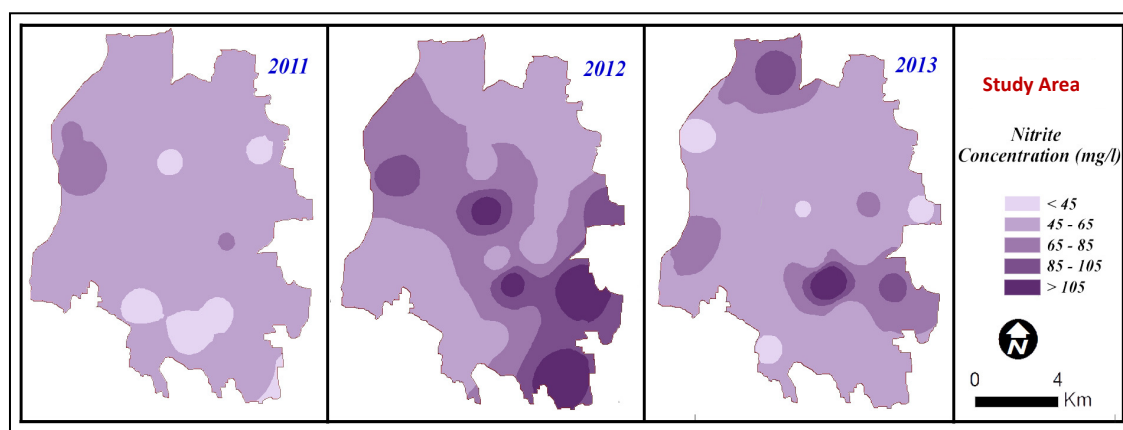 2011
2012
2013
Study Area
Nitrite
Concentration (mg/l)
< 45
45 - 65
65 - 85
85 - 105
> 105
N
0 4
Km